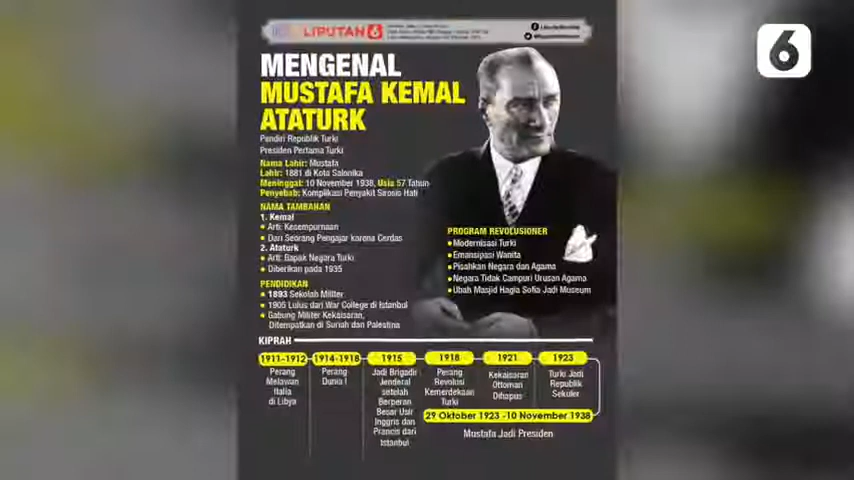 LIPUTAN 6
6
MENGENAL
MUSTAFA KEMAL
ATATURK
Pendiri Republik Turki
Presiden Pertama Turki
Nama Lahir: Mustafa
Lahir: 1881 di Kota Salonika
Meninggal: 10 November 1938, Usia 57 Tahun
Penyebab: Komplikasi Penyakit Sirosis Hati
NAMA TAMBAHAN
1. Kemal
• Arti: Kesempurnaan
• Dari Seorang Pengajar karena Cerdas
2. Ataturk
• Arti: Bapak Negara Turki
• Diberikan pada 1935
PENDIDIKAN
• 1893 Sekolah Militer
• 1905 Lulus dari War College di Istanbul
• Gabung Militer Kekaisaran,
Ditempatkan di Suriah dan Palestina
PROGRAM REVOLUSIONER
• Modernisasi Turki
• Emansipasi Wanita
• Pisahkan Negara dan Agama
• Negara Tidak Campuri Urusan Agama
• Ubah Masjid Hagia Sofia Jadi Museum
KIPRAH
1911-1912
Perang
Melawan
Italia
di Libya
1914-1918
Perang
Dunia I
1915
Jadi Brigadir
Jenderal
setelah
Berperan
Besar Usir
Inggris dan
Prancis dari
Istanbul
1918
Perang
Revolusi
Kemerdekaan
Turki
1921
Kekaisaran
Ottoman
Dihapus
1923
Turki Jadi
Republik
Sekuler
29 Oktober 1923 -10 November 1938
Mustafa Jadi Presiden